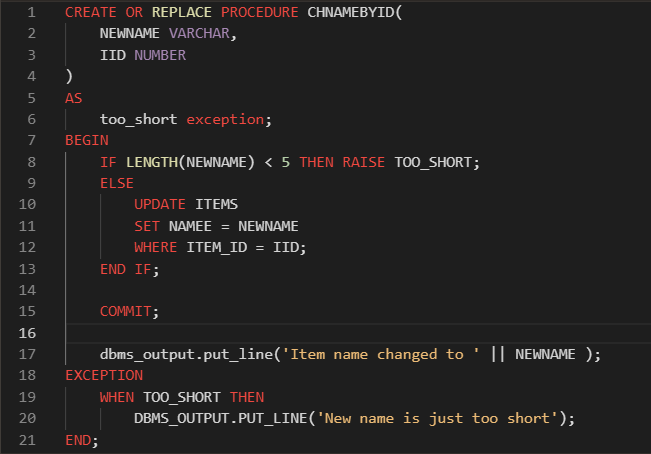 1 CREATE OR REPLACE PROCEDURE CHNAMEBYID(
2 NEWNAME VARCHAR,
3 IID NUMBER
4 )
5 AS
6 too_short exception;
7 BEGIN
8 IF LENGTH(NEWNAME) < 5 THEN RAISE TOO_SHORT;
9 ELSE
10 UPDATE ITEMS
11 SET NAMEE = NEWNAME
12 WHERE ITEM_ID = IID;
13 END IF;
14
15 COMMIT;
16
17 dbms_output.put_line('Item name changed to ' || NEWNAME );
18 EXCEPTION
19 WHEN TOO_SHORT THEN
20 DBMS_OUTPUT.PUT_LINE('New name is just too short');
21 END;